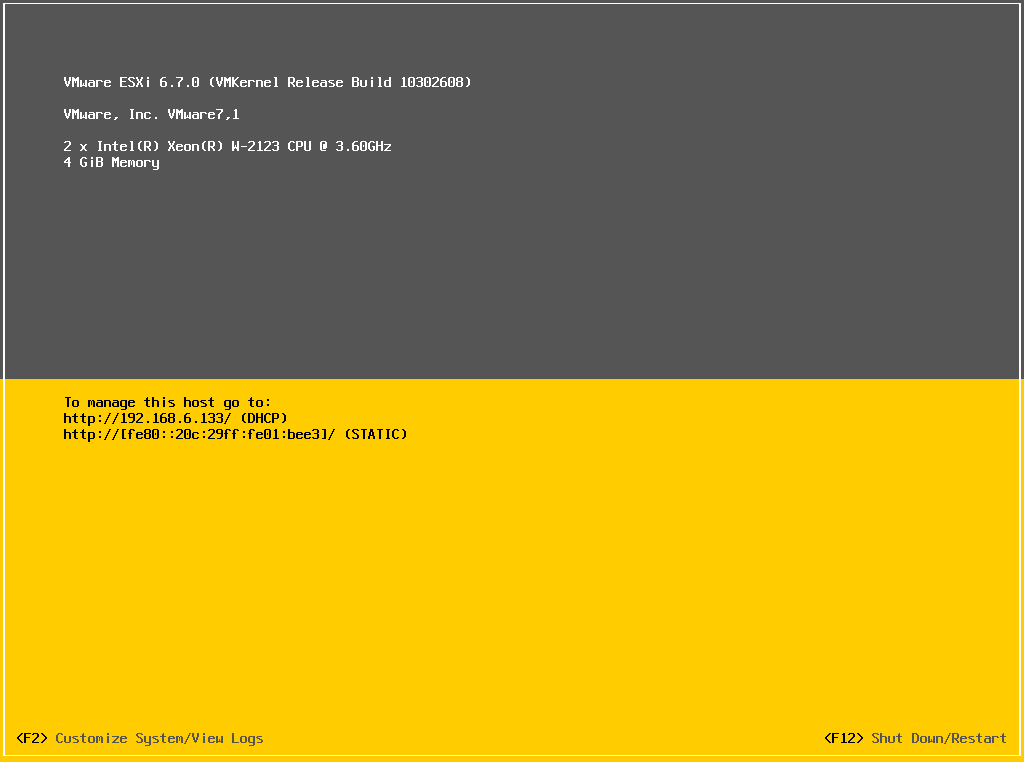 VMware ESXi 6.7.0 (VMKernel Release Build 10302608)
VMware, Inc. VMware7,1
2 x Intel(R) Xeon(R) W-2123 CPU @ 3.60GHz
4 GiB Memory
To manage this host go to:
http://192.168.6.133/ (DHCP)
http://[fe80::20c:29ff:fe01:bee3]/ (STATIC)
<F2> Customize System/View Logs
<F12> Shut Down/Restart